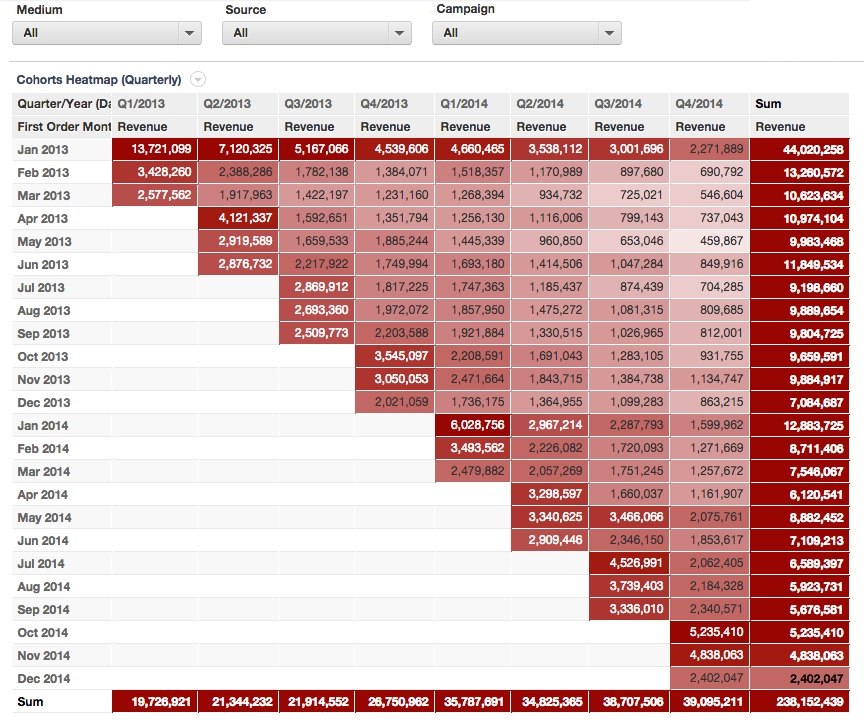 Medium Source Campaign
All All All
Cohorts Heatmap (Quarterly)
Quarter/Year (Da Q1/2013 Q2/2013 Q3/2013 Q4/2013 Q1/2014 Q2/2014 Q3/2014 Q4/2014 Sum
First Order Mont Revenue Revenue Revenue Revenue Revenue Revenue Revenue Revenue Revenue
Jan 2013 13,721,099 7,120,325 5,167,066 4,539,606 4,660,465 3,538,112 3,001,696 2,271,889 44,020,258
Feb 2013 3,428,260 2,388,286 1,782,138 1,384,071 1,518,357 1,170,989 897,680 690,792 13,260,572
Mar 2013 2,577,562 1,917,963 1,422,197 1,231,160 1,268,394 934,732 725,021 546,604 10,623,634
Apr 2013 4,121,337 1,592,651 1,351,794 1,256,130 1,116,006 799,143 737,043 10,974,104
May 2013 2,919,589 1,659,533 1,885,244 1,445,339 960,850 653,046 459,867 9,983,468
Jun 2013 2,876,732 2,217,922 1,749,994 1,693,180 1,414,506 1,047,284 849,916 11,849,534
Jul 2013 2,869,912 1,817,225 1,747,363 1,185,437 874,439 704,285 9,198,660
Aug 2013 2,693,360 1,972,072 1,857,950 1,475,272 1,081,315 809,685 9,889,654
Sep 2013 2,509,773 2,203,588 1,921,884 1,330,515 1,026,965 812,001 9,804,725
Oct 2013 3,545,097 2,208,591 1,691,043 1,283,105 931,755 9,659,591
Nov 2013 3,050,053 2,471,664 1,843,715 1,384,738 1,134,747 9,884,917
Dec 2013 2,021,059 1,736,175 1,364,955 1,099,283 863,215 7,084,687
Jan 2014 6,028,756 2,967,214 2,287,793 1,599,962 12,883,725
Feb 2014 3,493,562 2,226,082 1,720,093 1,271,669 8,711,406
Mar 2014 2,479,882 2,057,269 1,751,245 1,257,672 7,546,067
Apr 2014 3,298,597 1,660,037 1,161,907 6,120,541
May 2014 3,340,625 3,466,066 2,075,761 8,882,452
Jun 2014 2,909,446 2,346,150 1,853,617 7,109,213
Jul 2014 4,526,991 2,062,405 6,589,397
Aug 2014 3,739,403 2,184,328 5,923,731
Sep 2014 3,336,010 2,340,571 5,676,581
Oct 2014 5,235,410 5,235,410
Nov 2014 4,838,063 4,838,063
Dec 2014 2,402,047 2,402,047
Sum 19,726,921 21,344,232 21,914,552 26,750,962 35,787,691 34,825,365 38,707,506 39,095,211 238,152,439